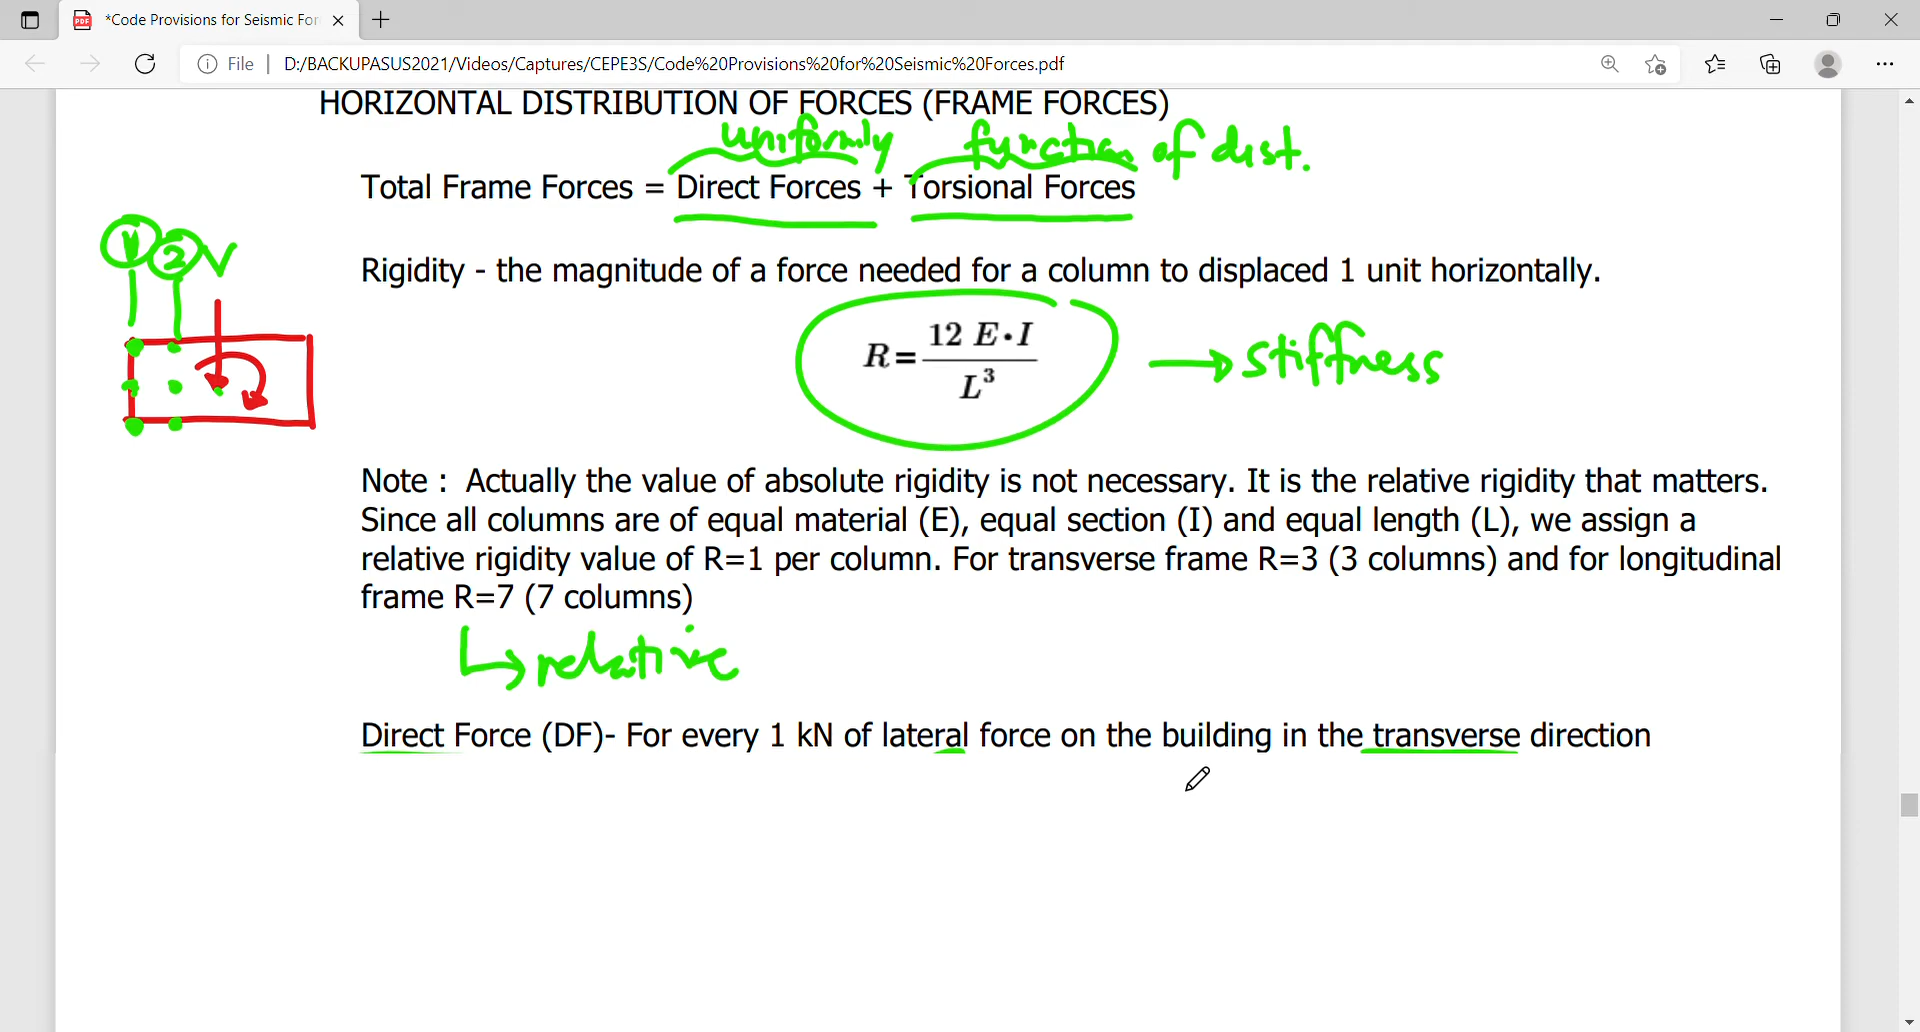 *Code Provisions for Seismic For
File | D:/BACKUPASUS2021/Videos/Captures/CEPE3S/Code%20Provisions%20for%20Seismic%20Forces.pdf
HORIZONTAL DISTRIBUTION OF FORCES (FRAME FORCES)
uniformly function of dist.
Total Frame Forces = Direct Forces + Torsional Forces
1 2 V
Rigidity - the magnitude of a force needed for a column to displaced 1 unit horizontally.
R = 12 E·I / L³
→ stiffness
Note : Actually the value of absolute rigidity is not necessary. It is the relative rigidity that matters.
Since all columns are of equal material (E), equal section (I) and equal length (L), we assign a
relative rigidity value of R=1 per column. For transverse frame R=3 (3 columns) and for longitudinal
frame R=7 (7 columns)
↳ relative
Direct Force (DF)- For every 1 kN of lateral force on the building in the transverse direction